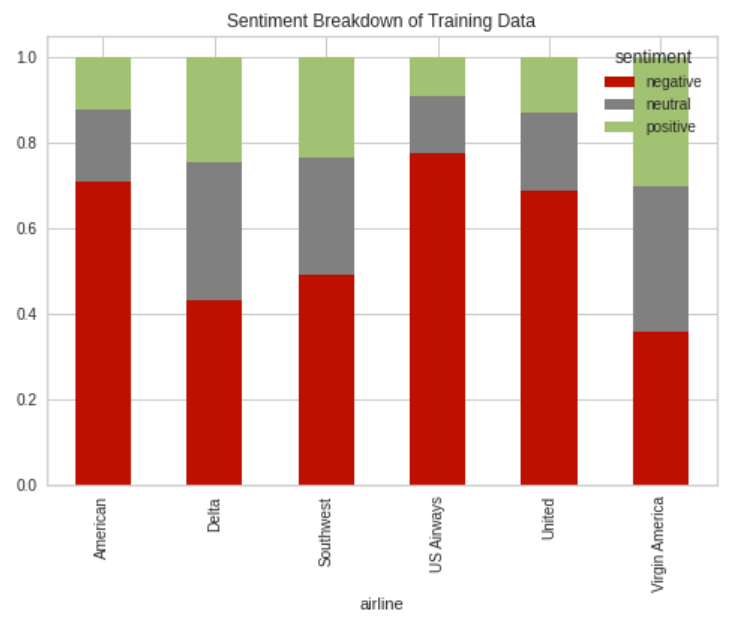 Sentiment Breakdown of Training Data
1.0
0.8
0.6
0.4
0.2
0.0
sentiment
negative
neutral
positive
American
Delta
Southwest
US Airways
United
Virgin America
airline